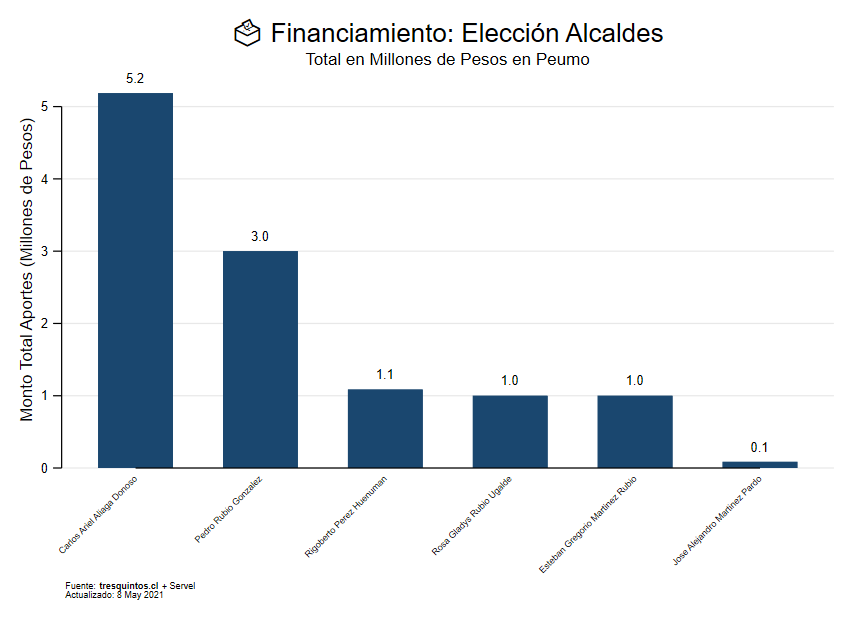 Financiamiento: Elección Alcaldes
Total en Millones de Pesos en Peumo
Monto Total Aportes (Millones de Pesos)
5
4
3
2
1
0
5.2
3.0
1.1
1.0
1.0
0.1
Carlos Ariel Aliaga Donoso
Pedro Rubio Gonzalez
Rigoberto Perez Huenuman
Rosa Gladys Rubio Ugalde
Esteban Gregorio Martinez Rubio
Jose Alejandro Martinez Pardo
Fuente: tresquintos.cl + Servel
Actualizado: 8 May 2021